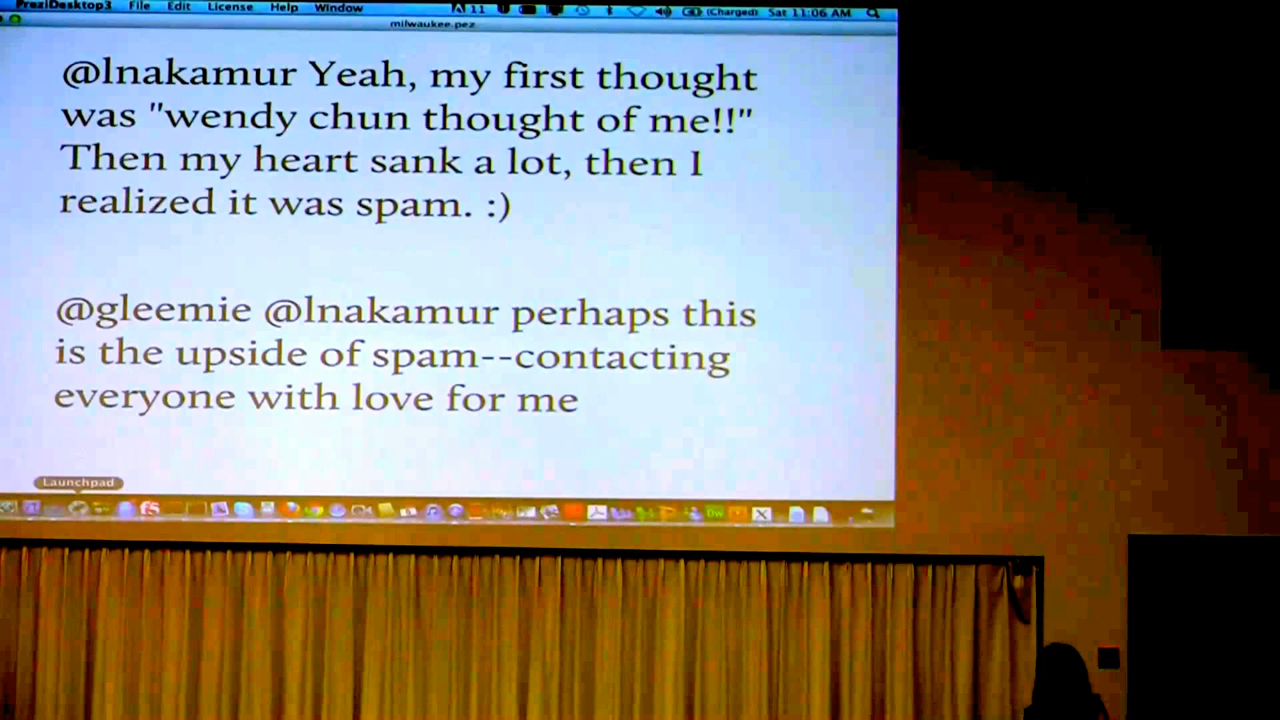 PreziDesktop3 File Edit License Help Window 11 (Charged) Sat 11:06 AM
milwaukee.pez
@lnakamur Yeah, my first thought
was "wendy chun thought of me!!"
Then my heart sank a lot, then I
realized it was spam. :)
@gleemie @lnakamur perhaps this
is the upside of spam--contacting
everyone with love for me
Launchpad